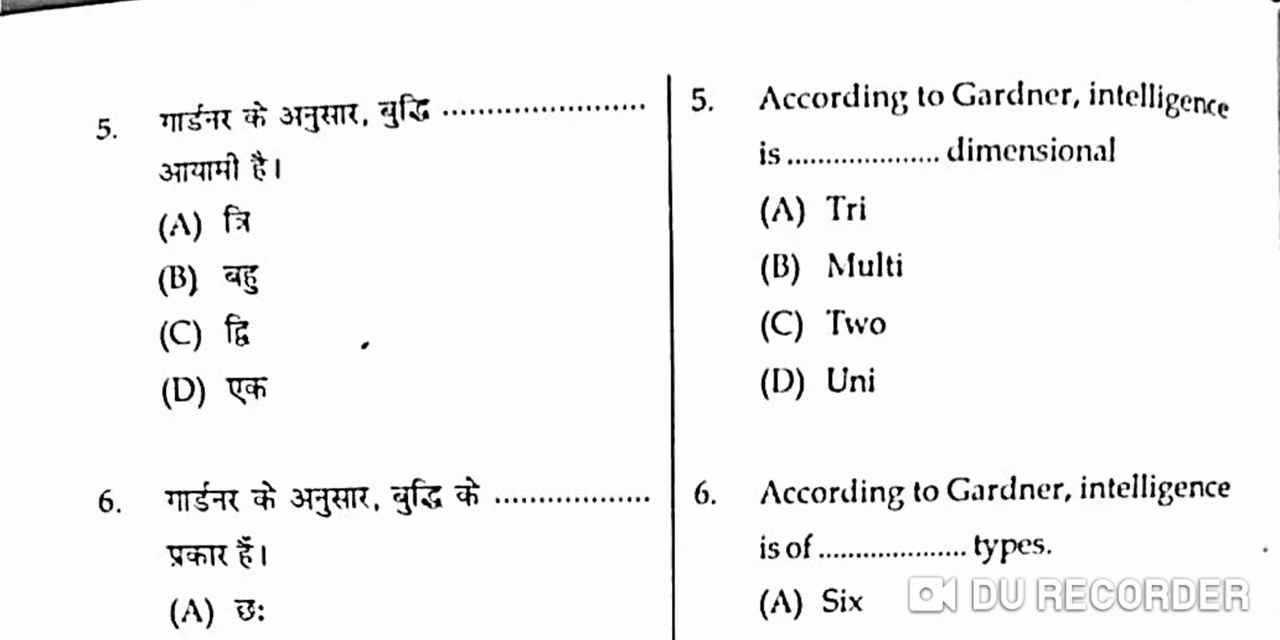 5. गार्डनर के अनुसार, बुद्धि ......................
आयामी है।
(A) त्रि
(B) बहु
(C) द्वि
(D) एक
6. गार्डनर के अनुसार, बुद्धि के ..................
प्रकार हैं।
(A) छः
5. According to Gardner, intelligence
is ..................... dimensional
(A) Tri
(B) Multi
(C) Two
(D) Uni
6. According to Gardner, intelligence
is of ..................... types.
(A) Six
DU RECORDER